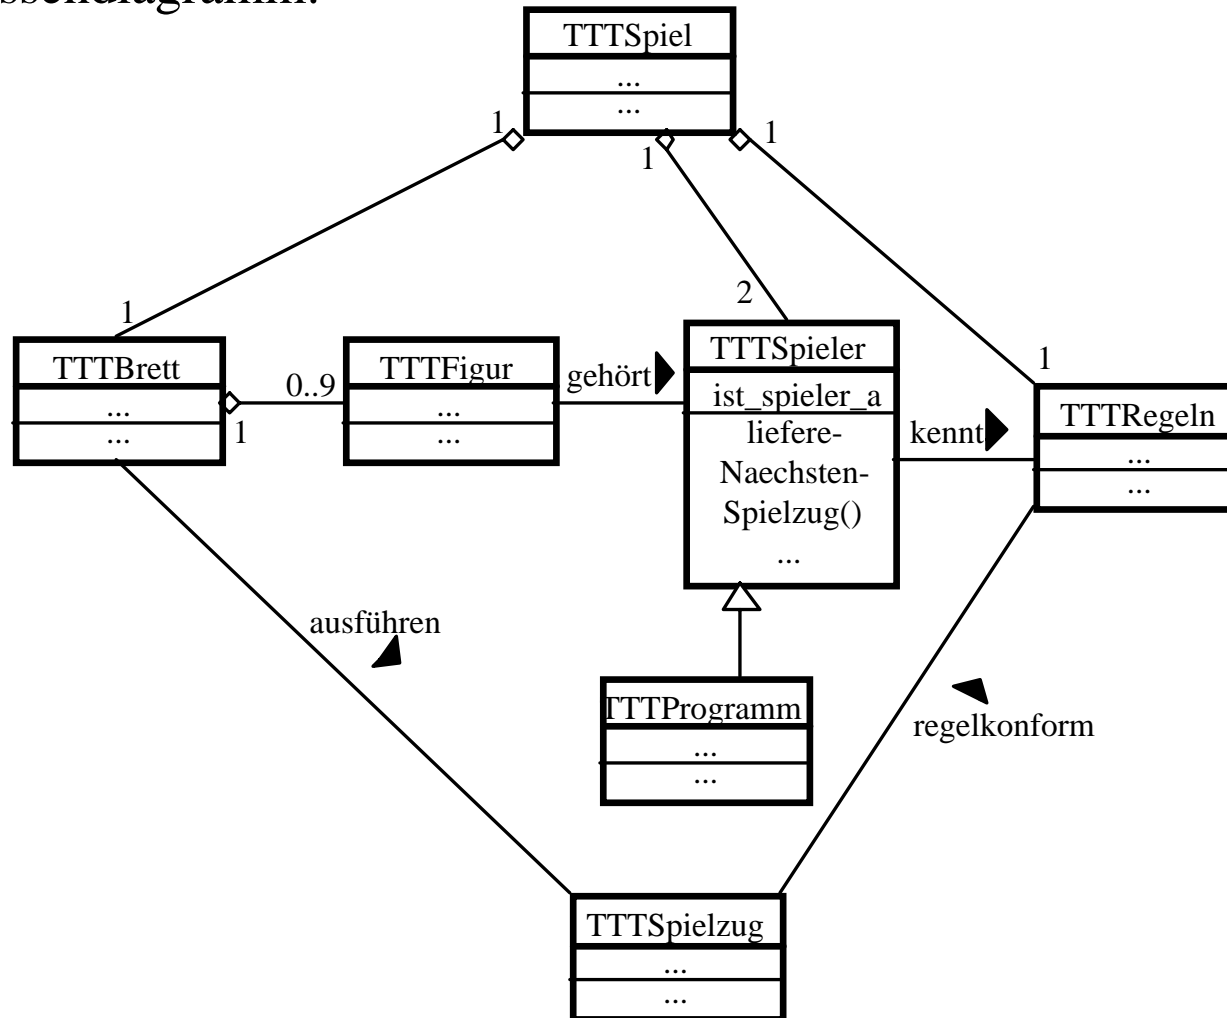 TTTSpiel
...
...
1
1
1
1
2
1
TTTBrett
...
...
1
0..9
TTTFigur
...
...
gehört
TTTSpieler
ist_spieler_a
liefere-
Naechsten-
Spielzug()
...
kennt
TTTRegeln
...
...
ausführen
TTTProgramm
...
...
regelkonform
TTTSpielzug
...
...